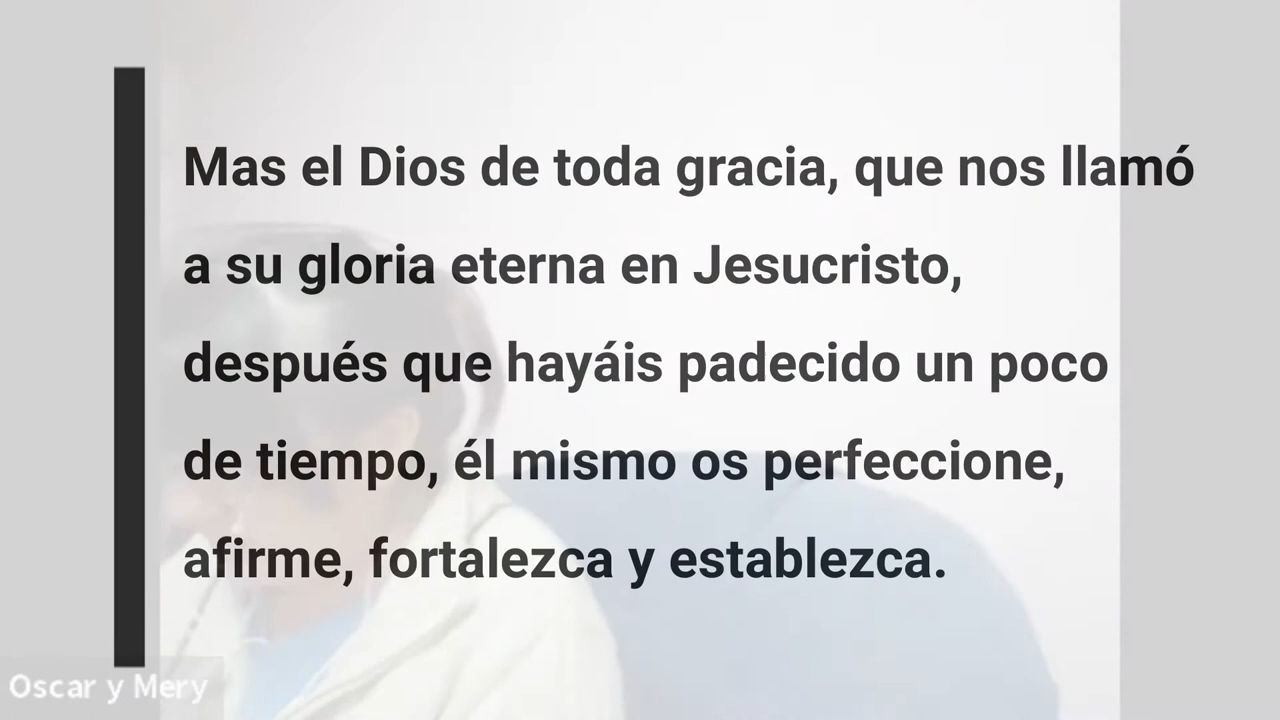 Mas el Dios de toda gracia, que nos llamó
a su gloria eterna en Jesucristo,
después que hayáis padecido un poco
de tiempo, él mismo os perfeccione,
afirme, fortalezca y establezca.
Oscar y Mery